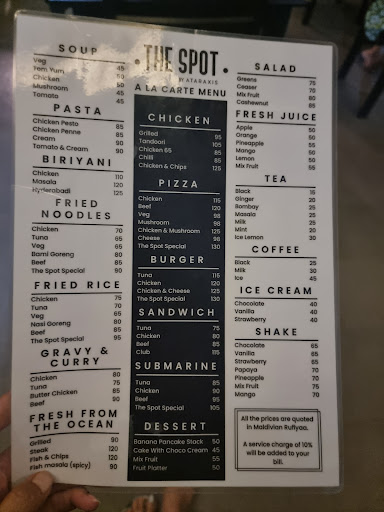 THE SPOT
BY ATARAXIS
A LA CARTE MENU
SOUP
Veg 45
Tom Yum
Chicken 50
Mushroom 45
Tomato 45
PASTA
Chicken Pesto 85
Chicken Penne 85
Cream 90
Tomato & Cream 90
BIRIYANI
Chicken 110
Masala 120
Hyderabadi 125
FRIED
NOODLES
Chicken 70
Tuna 65
Veg 65
Bami Goreng 80
Beef 85
The Spot Special 90
FRIED RICE
Chicken 75
Tuna 70
Veg 65
Nasi Goreng 85
Beef 85
The Spot Special 95
GRAVY &
CURRY
Chicken 80
Tuna 75
Butter Chicken 85
Beef 90
FRESH FROM
THE OCEAN
Grilled 90
Steak 120
Fish & Chips 120
Fish masala (spicy) 90
CHICKEN
Grilled 95
Tandoori 105
Chicken 65 85
Chilli 85
Chicken & Chips 125
PIZZA
Chicken 115
Beef 120
Veg 98
Mushroom 98
Chicken & Mushroom 125
Cheese 98
The Spot Special 130
BURGER
Tuna 115
Chicken 120
Chicken & Cheese 125
The Spot Special 130
SANDWICH
Tuna 75
Chicken 80
Beef 85
Club 115
SUBMARINE
Tuna 85
Chicken 90
Beef 95
The Spot Special 105
DESSERT
Banana Pancake Stack 50
Cake With Choco Cream 45
Mix Fruit 55
Fruit Platter 50
SALAD
Greens 75
Ceaser 70
Mix Fruit 80
Cashewnut 85
FRESH JUICE
Apple 50
Orange 50
Pineapple 55
Mango 60
Lemon 50
Mix Fruit 65
TEA
Black 15
Ginger 20
Bombay 25
Masala 25
Milk 25
Mint 20
Ice Lemon 30
COFFEE
Black 25
Milk 30
Ice 45
ICE CREAM
Chocolate 40
Vanilla 40
Strawberry 40
SHAKE
Chocolate 65
Vanilla 65
Strawberry 65
Papaya 70
Pineapple 70
Mix Fruit 75
Mango 70
All the prices are quoted
in Maldivian Rufiyaa.
A service charge of 10%
will be added to your
bill.